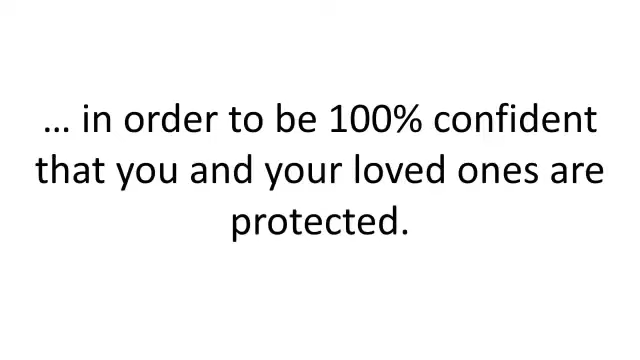 ... in order to be 100% confident
that you and your loved ones are
protected.